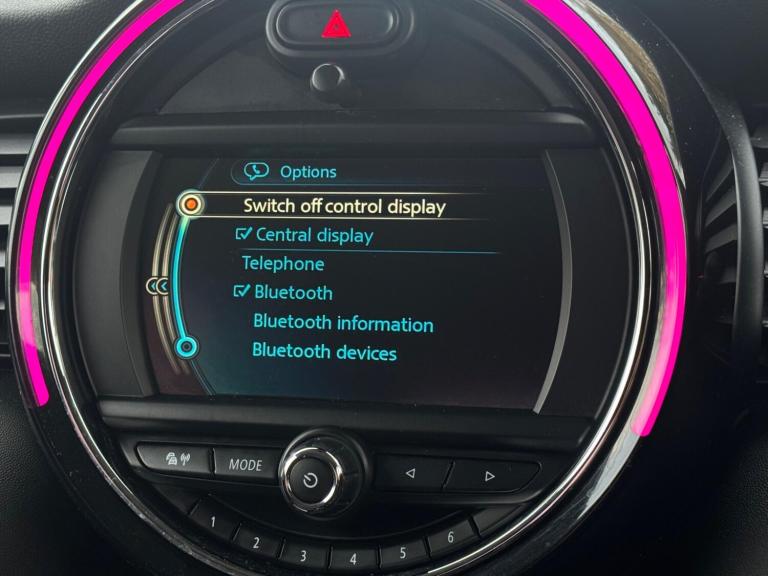 Options
Switch off control display
Central display
Telephone
Bluetooth
Bluetooth information
Bluetooth devices
MODE
1 2 3 4 5 6